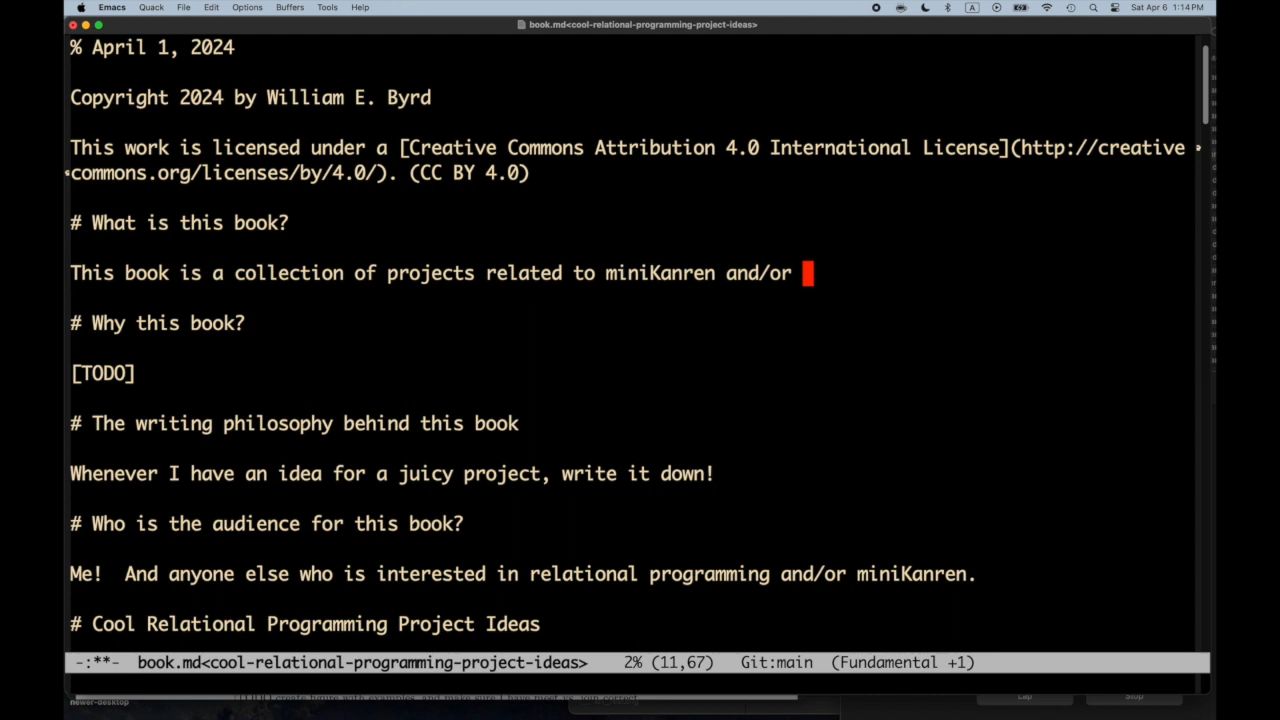 Emacs Quack File Edit Options Buffers Tools Help A Sat Apr 6 1:14 PM
book.md<cool-relational-programming-project-ideas>
% April 1, 2024
Copyright 2024 by William E. Byrd
This work is licensed under a [Creative Commons Attribution 4.0 International License](http://creative
commons.org/licenses/by/4.0/). (CC BY 4.0)
# What is this book?
This book is a collection of projects related to miniKanren and/or
# Why this book?
[TODO]
# The writing philosophy behind this book
Whenever I have an idea for a juicy project, write it down!
# Who is the audience for this book?
Me!  And anyone else who is interested in relational programming and/or miniKanren.
# Cool Relational Programming Project Ideas
-:**- book.md<cool-relational-programming-project-ideas> 2% (11,67) Git:main (Fundamental +1)
newer-desktop
Lap Stop